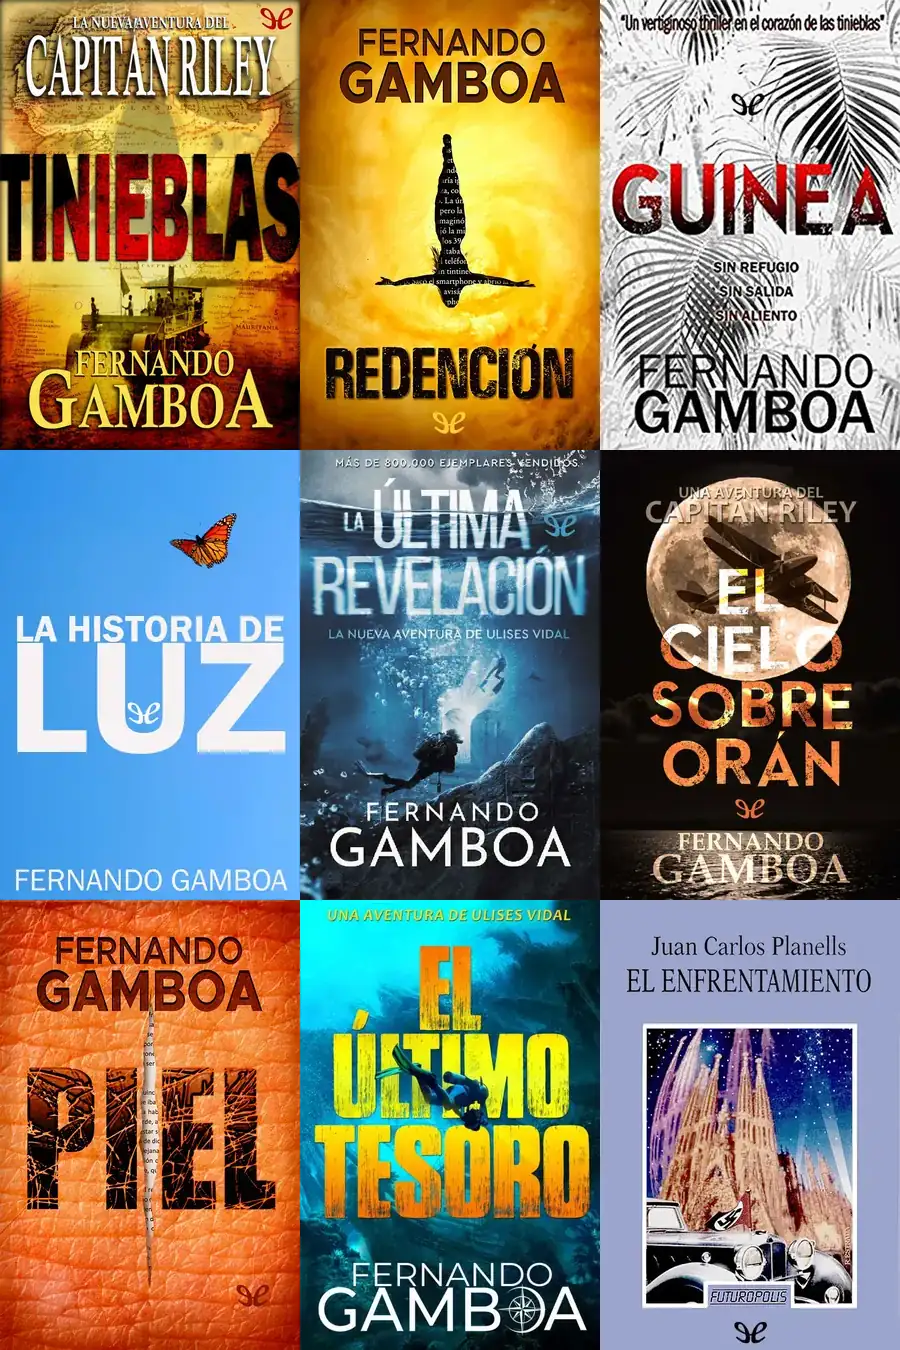 LA NUEVA AVENTURA DEL
CAPITÁN RILEY
TINIEBLAS
FERNANDO
GAMBOA
FERNANDO
GAMBOA
REDENCIÓN
"Un vertiginoso thriller en el corazón de las tinieblas"
GUINEA
SIN REFUGIO
SIN SALIDA
SIN ALIENTO
FERNANDO
GAMBOA
LA HISTORIA DE
LUZ
FERNANDO GAMBOA
MÁS DE 800.000 EJEMPLARES VENDIDOS
LA ÚLTIMA
REVELACIÓN
LA NUEVA AVENTURA DE ULISES VIDAL
FERNANDO
GAMBOA
UNA AVENTURA DEL
CAPITÁN RILEY
EL
CIELO
SOBRE
ORÁN
FERNANDO
GAMBOA
FERNANDO
GAMBOA
PIEL
UNA AVENTURA DE ULISES VIDAL
EL
ÚLTIMO
TESORO
FERNANDO
GAMBOA
Juan Carlos Planells
EL ENFRENTAMIENTO
FUTUROPOLIS